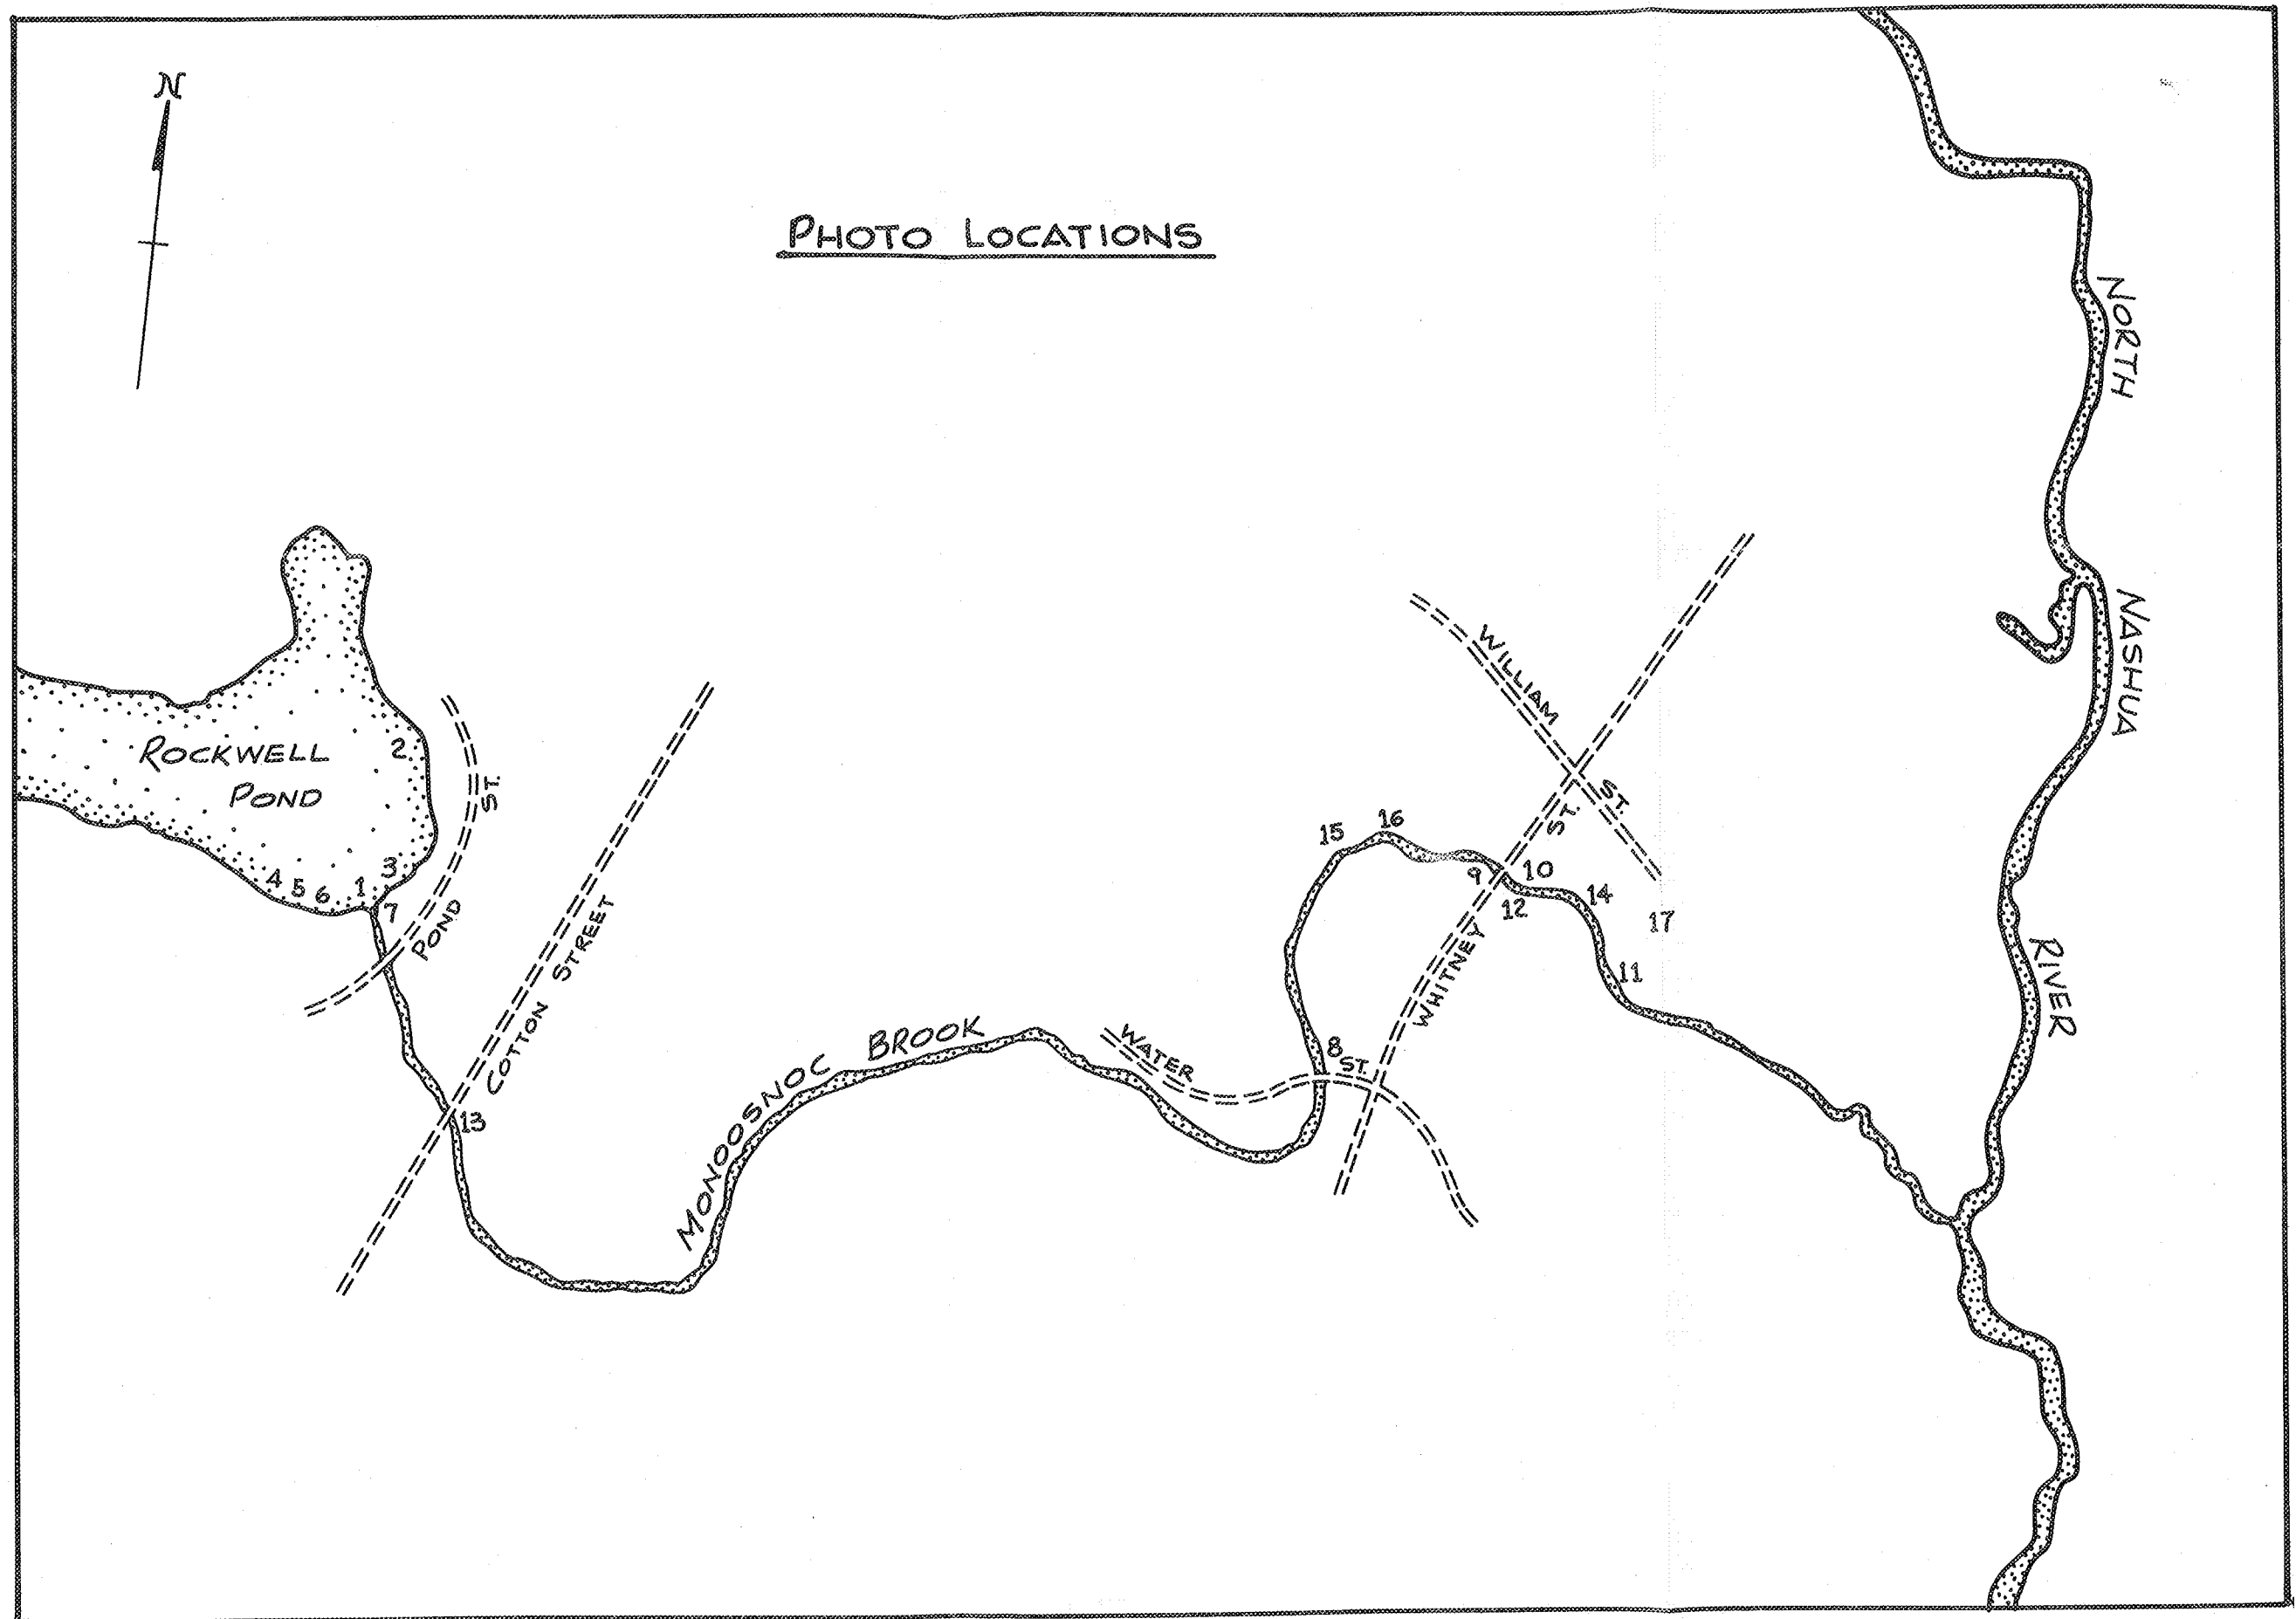 N
PHOTO LOCATIONS
NORTH
NASHUA
RIVER
ROCKWELL
POND
2
POND ST.
3
4
5
6
1
7
COTTON STREET
13
MONOOSNOC BROOK
WATER ST.
8
WHITNEY ST.
WILLIAM ST.
15
16
9
10
12
14
17
11